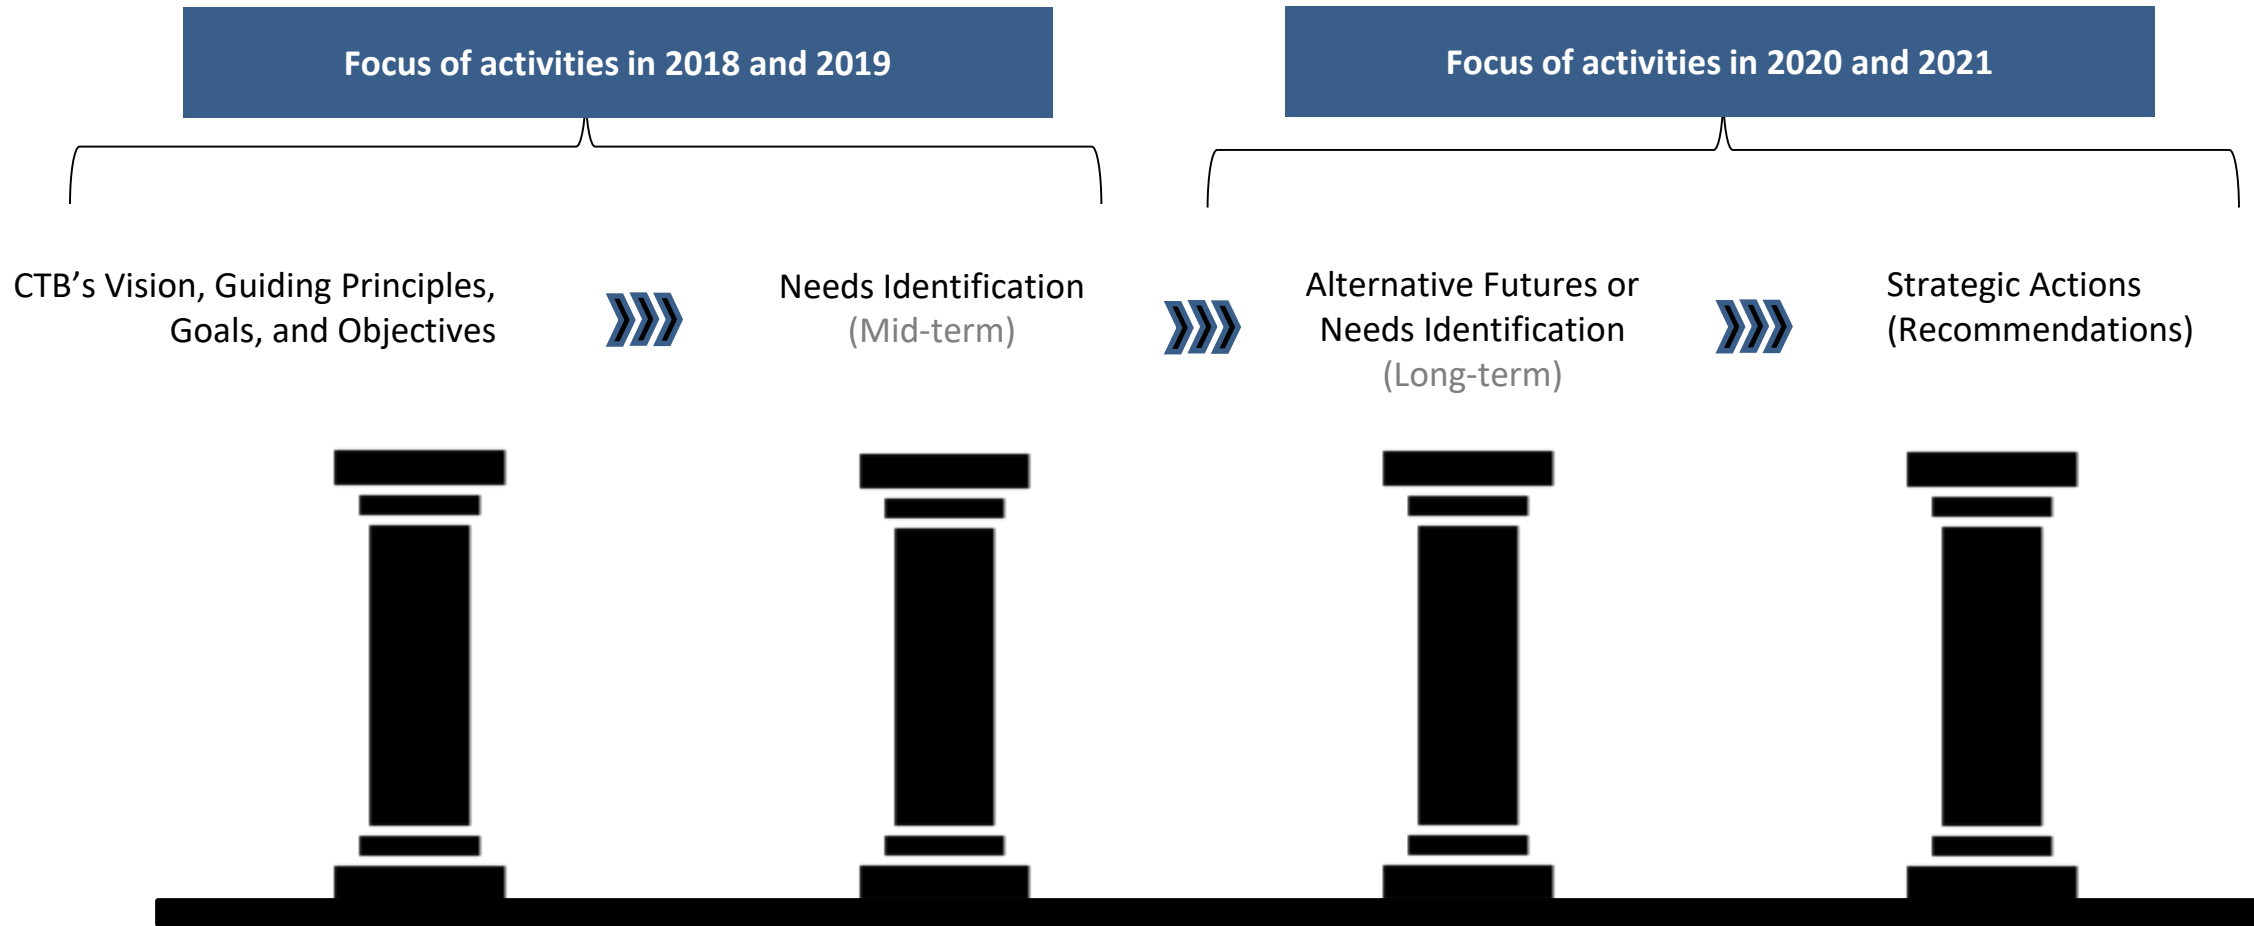 Focus of activities in 2018 and 2019
Focus of activities in 2020 and 2021
CTB’s Vision, Guiding Principles,
Goals, and Objectives
Needs Identification
(Mid-term)
Alternative Futures or
Needs Identification
(Long-term)
Strategic Actions
(Recommendations)